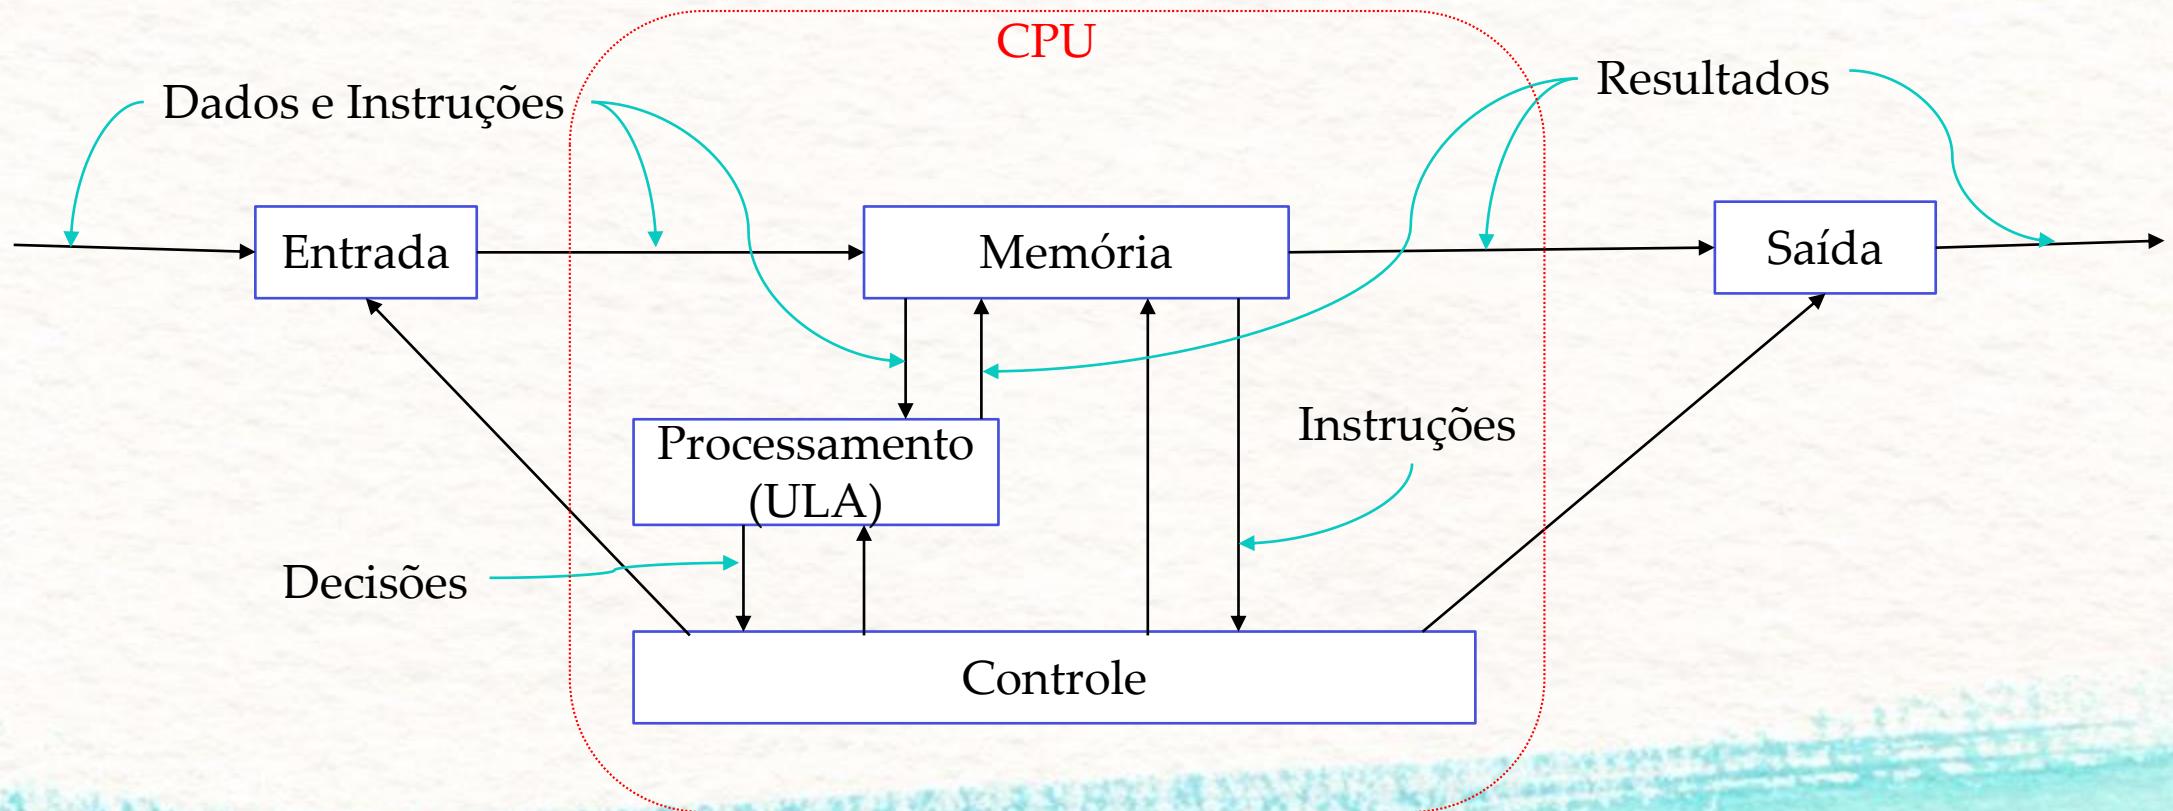 CPU
Dados e Instruções
Resultados
Entrada
Memória
Saída
Processamento
(ULA)
Instruções
Decisões
Controle